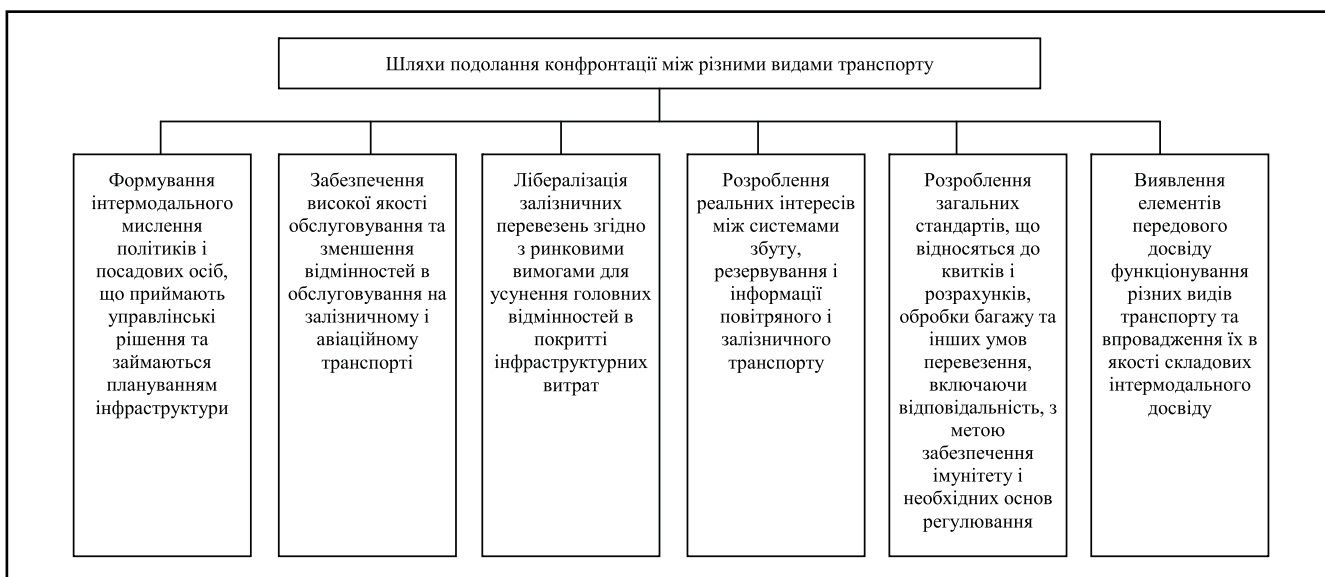 Шляхи подолання конфронтації між різними видами транспорту
Формування
інтермодального
мислення
політиків і
посадових осіб,
що приймають
управлінські
рішення та
займаються
плануванням
інфраструктури
Забезпечення
високої якості
обслуговування та
зменшення
відмінностей в
обслуговування на
залізничному і
авіаційному
транспорті
Лібералізація
залізничних
перевезень згідно
з ринковими
вимогами для
усунення головних
відмінностей в
покритті
інфраструктурних
витрат
Розроблення
реальних інтересів
між системами
збуту,
резервування і
інформації
повітряного і
залізничного
транспорту
Розроблення
загальних
стандартів, що
відносяться до
квитків і
розрахунків,
обробки багажу та
інших умов
перевезення,
включаючи
відповідальність, з
метою
забезпечення
імунітету і
необхідних основ
регулювання
Виявлення
елементів
передового
досвіду
функціонування
різних видів
транспорту та
впровадження їх в
якості складових
інтермодального
досвіду